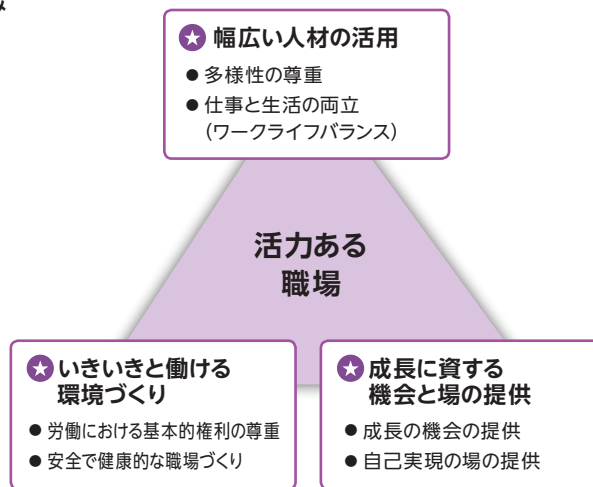 幅広い人材の活用
● 多様性の尊重
● 仕事と生活の両立
(ワークライフバランス)
活力ある
職場
いきいきと働ける
環境づくり
● 労働における基本的権利の尊重
● 安全で健康的な職場づくり
成長に資する
機会と場の提供
● 成長の機会の提供
● 自己実現の場の提供